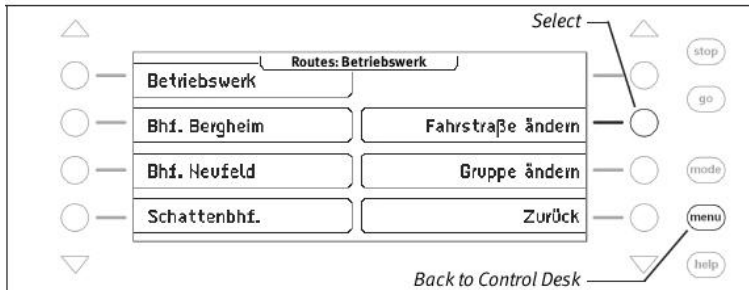 Select
stop
Routes: Betriebswerk
Betriebswerk
go
Bhf. Bergheim
Fahrstraße ändern
Bhf. Neufeld
Gruppe ändern
mode
Schattenbhf.
Zurück
menu
help
Back to Control Desk